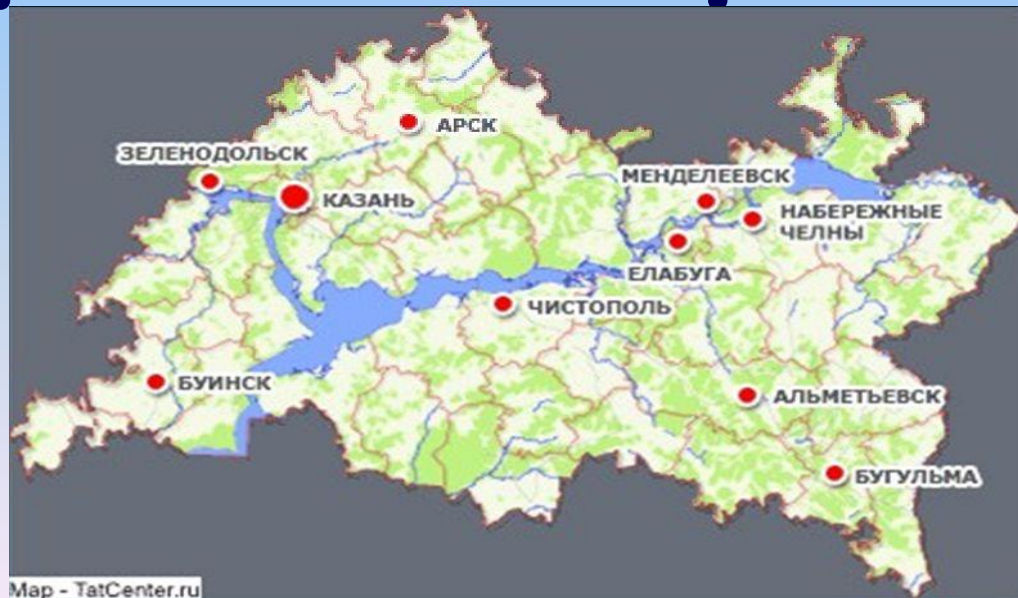 АРСК
ЗЕЛЕНОДОЛЬСК
КАЗАНЬ
МЕНДЕЛЕЕВСК
НАБЕРЕЖНЫЕ
ЧЕЛНЫ
ЕЛАБУГА
ЧИСТОПОЛЬ
БУИНСК
АЛЬМЕТЬЕВСК
БУГУЛЬМА
Map - TatCenter.ru